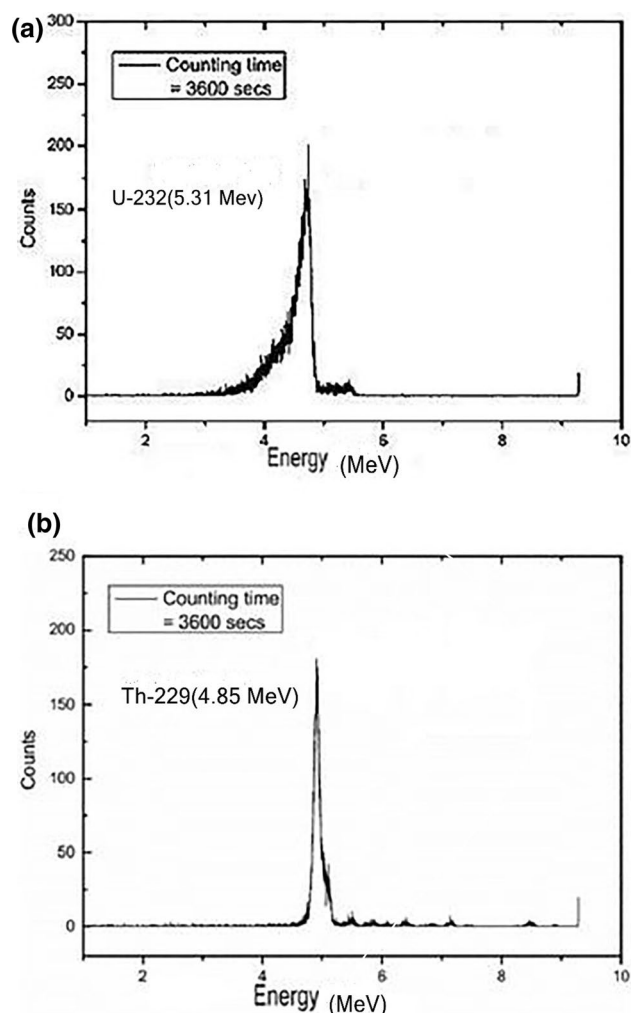 (a)
300
250
200
150
100
50
0
Counts
Counting time
= 3600 secs
U-232(5.31 Mev)
2
4
6
8
10
Energy (MeV)
(b)
250
200
150
100
50
0
Counts
Counting time
= 3600 secs
Th-229(4.85 MeV)
2
4
6
8
10
Energy (MeV)